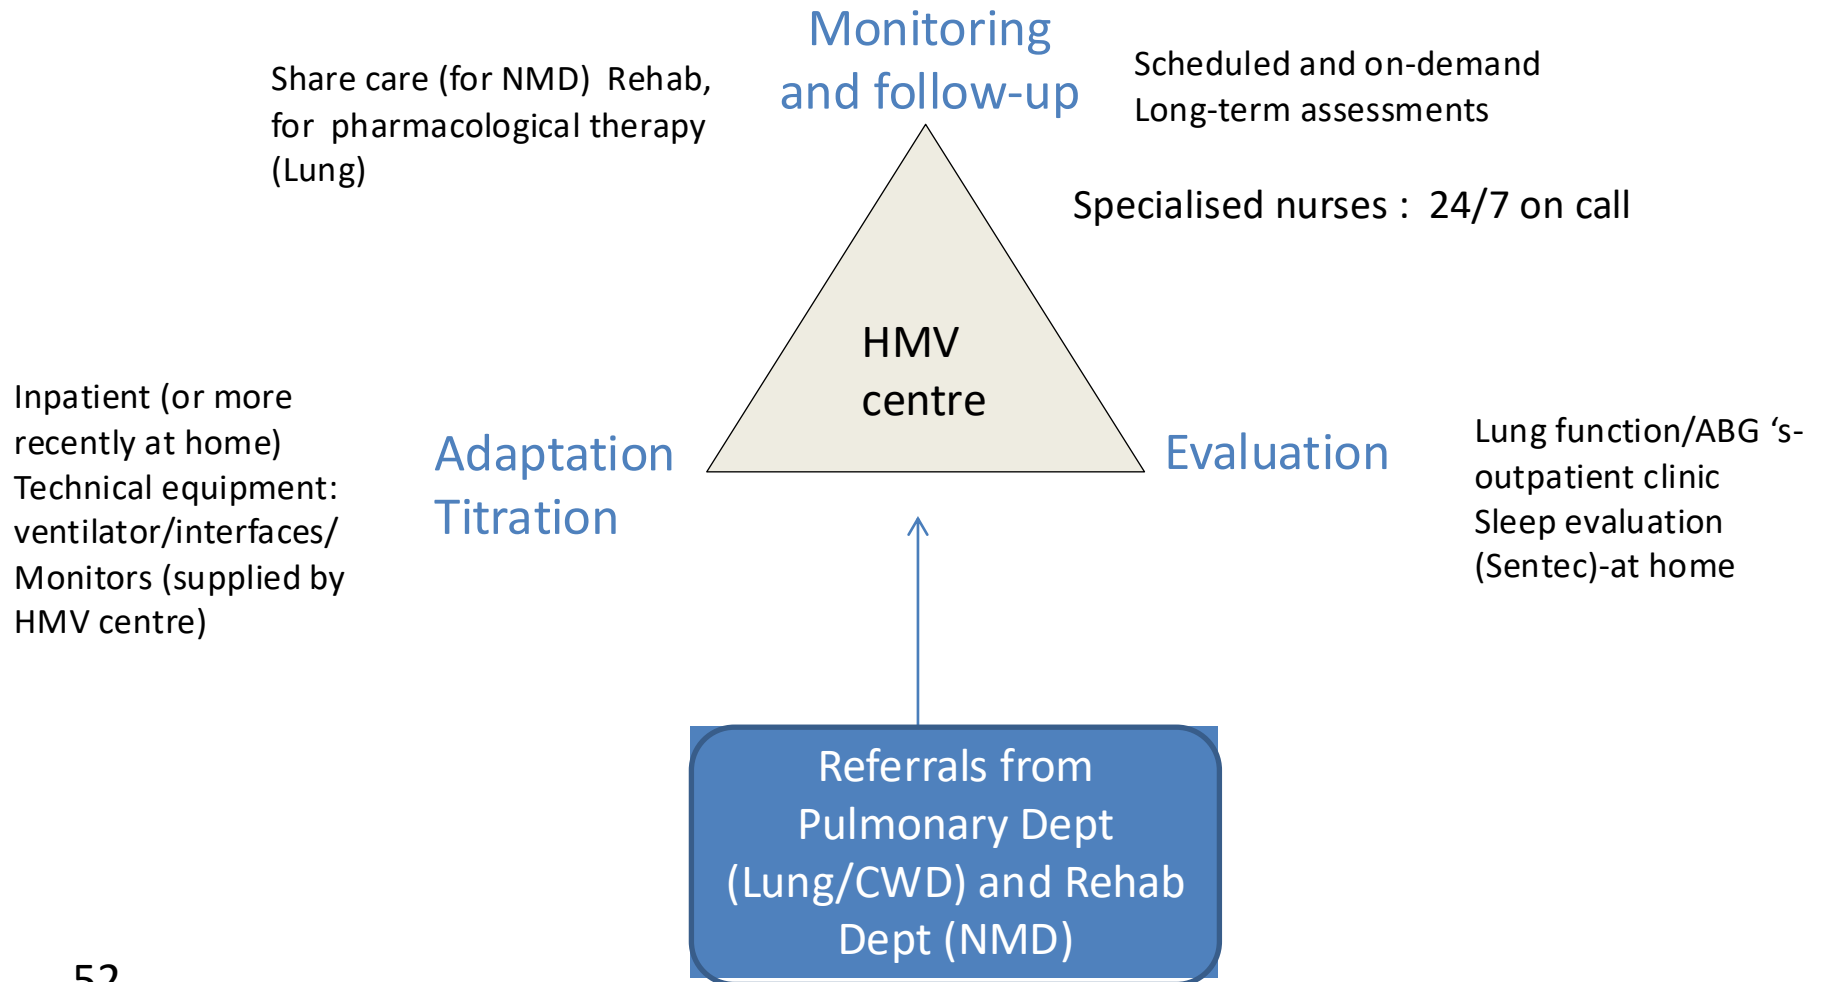 Monitoring
and follow-up
Share care (for NMD) Rehab,
for pharmacological therapy
(Lung)
Scheduled and on-demand
Long-term assessments
Specialised nurses : 24/7 on call
HMV
centre
Inpatient (or more
recently at home)
Technical equipment:
ventilator/interfaces/
Monitors (supplied by
HMV centre)
Adaptation
Titration
Evaluation
Lung function/ABG ‘s-
outpatient clinic
Sleep evaluation
(Sentec)-at home
Referrals from
Pulmonary Dept
(Lung/CWD) and Rehab
Dept (NMD)
52